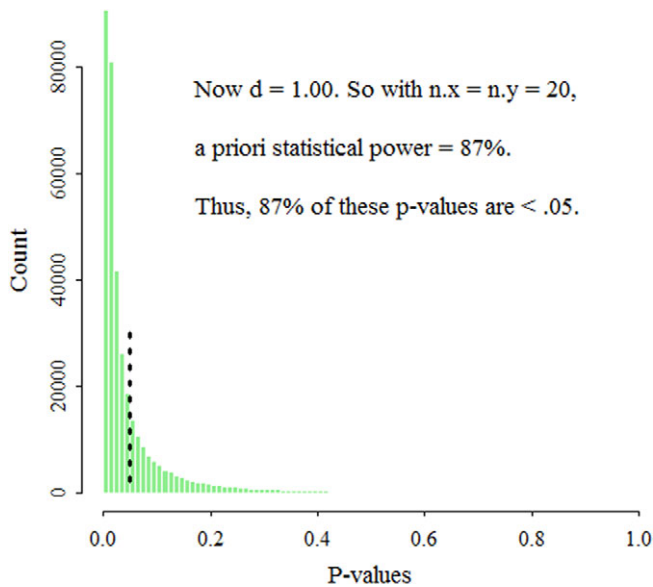 80000
Now d = 1.00. So with n.x = n.y = 20,
a priori statistical power = 87%.
60000
Thus, 87% of these p-values are < .05.
Count
40000
20000
0
0.0 0.2 0.4 0.6 0.8 1.0
P-values